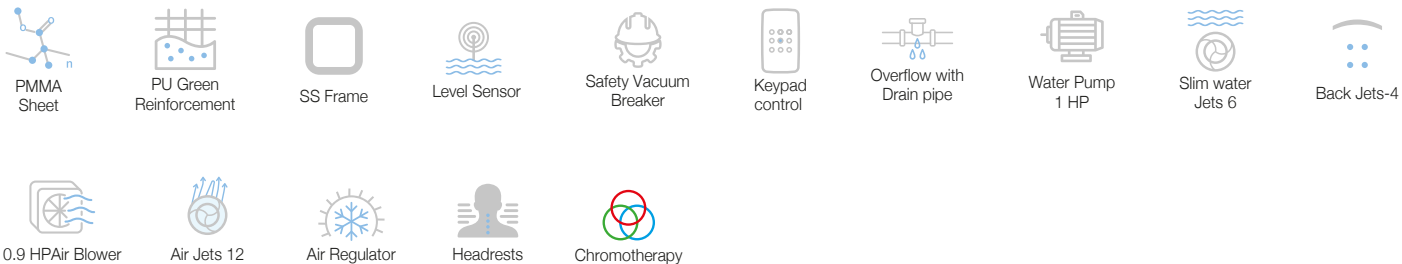 n
PMMA
Sheet
PU Green
Reinforcement
SS Frame
Level Sensor
Safety Vacuum
Breaker
Keypad
control
Overflow with
Drain pipe
Water Pump
1 HP
Slim water
Jets 6
Back Jets-4
0.9 HPAir Blower
Air Jets 12
Air Regulator
Headrests
Chromotherapy